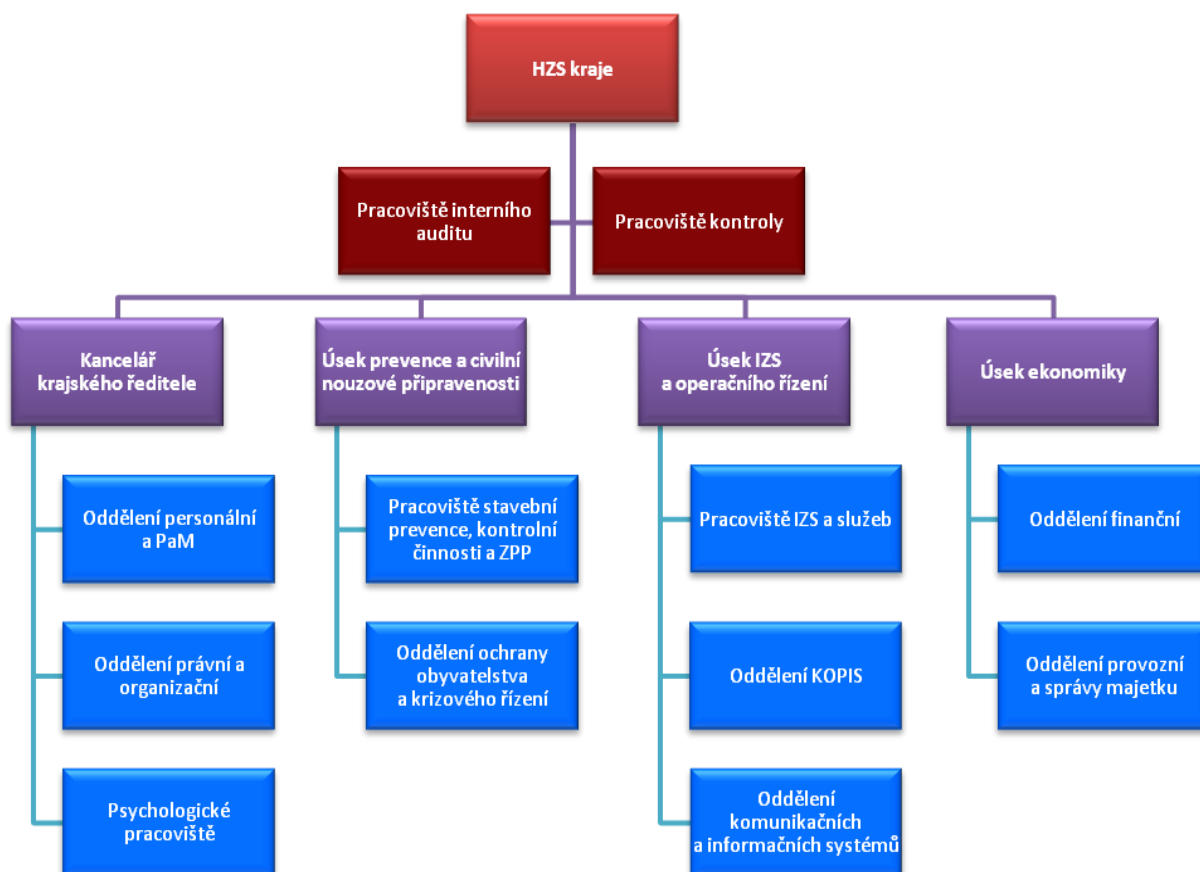 HZS kraje
Pracoviště interního
auditu
Pracoviště kontroly
Kancelář
krajského ředitele
Úsek prevence a civilní
nouzové připravenosti
Úsek IZS
a operačního řízení
Úsek ekonomiky
Oddělení personální
a PaM
Pracoviště stavební
prevence, kontrolní
činnosti a ZPP
Pracoviště IZS a služeb
Oddělení finanční
Oddělení právní a
organizační
Oddělení ochrany
obyvatelstva
a krizového řízení
Oddělení KOPIS
Oddělení provozní
a správy majetku
Psychologické
pracoviště
Oddělení
komunikačních
a informačních systémů